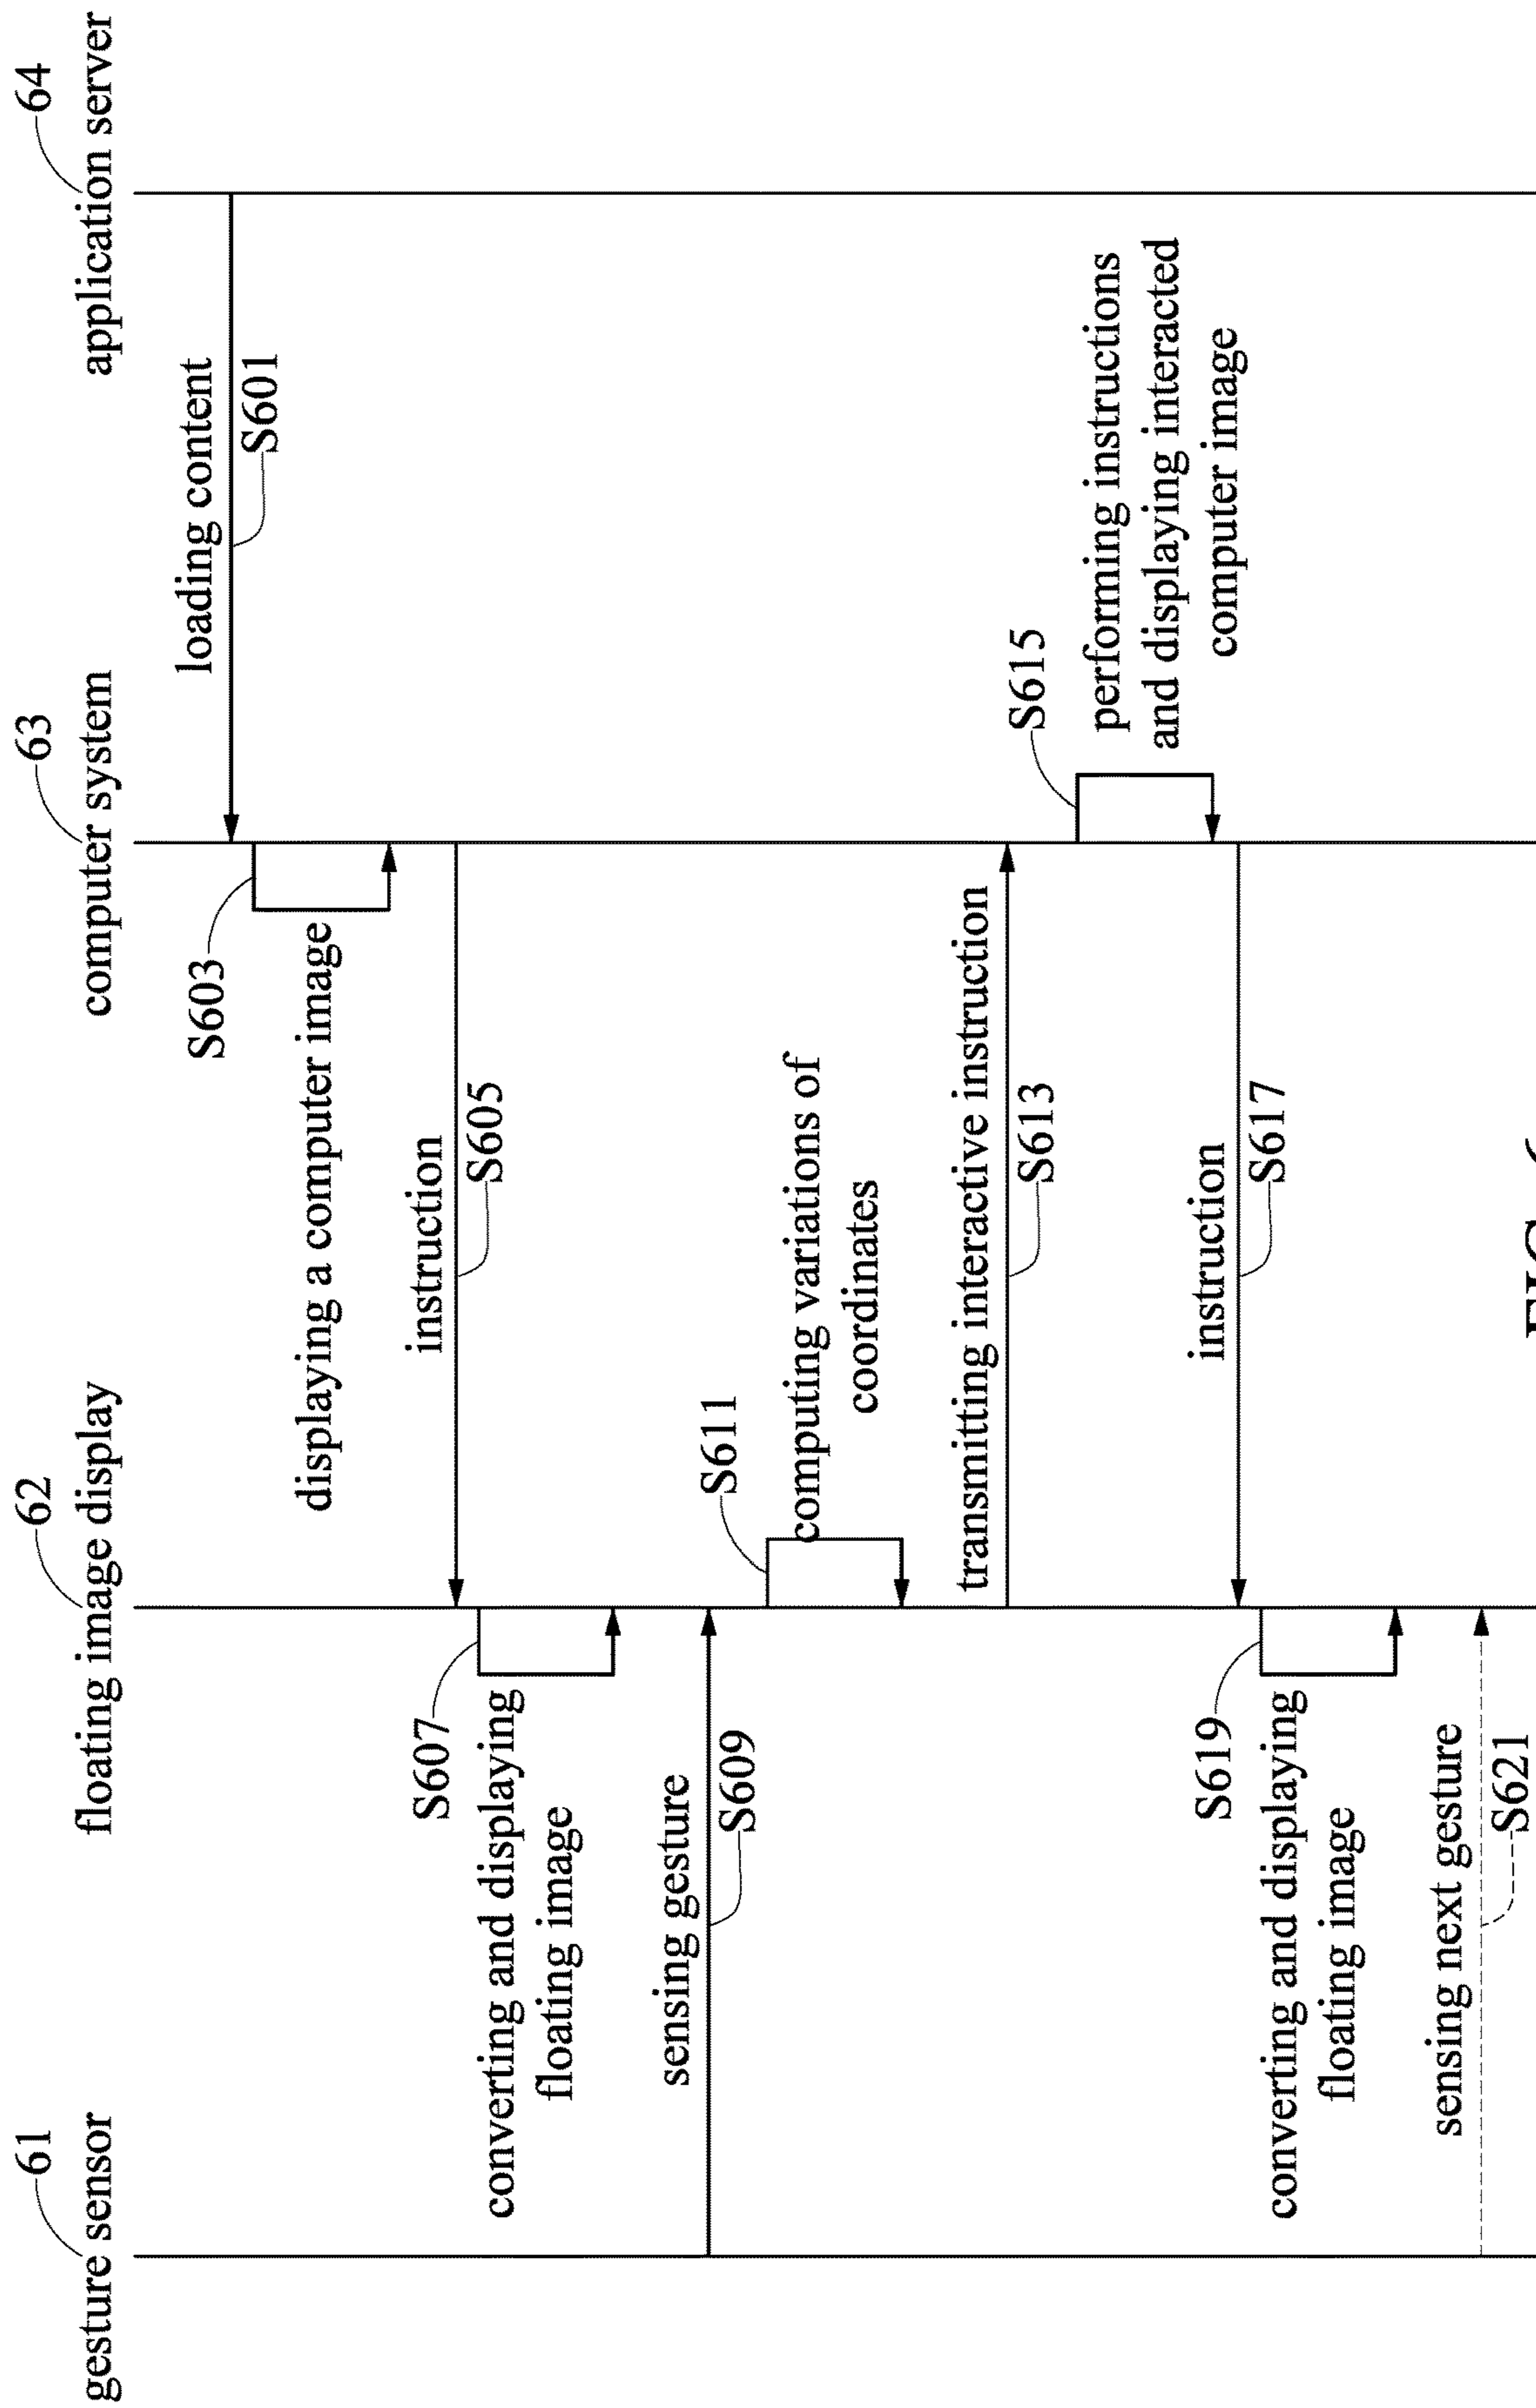 61
gesture sensor
62
floating image display
63
computer system
64
application server
loading content
S601
S603
displaying a computer image
instruction
S605
S607
converting and displaying
floating image
sensing gesture
S609
S611
computing variations of
coordinates
transmitting interactive instruction
S613
S615
performing instructions
and displaying interacted
computer image
instruction
S617
S619
converting and displaying
floating image
sensing next gesture
S621